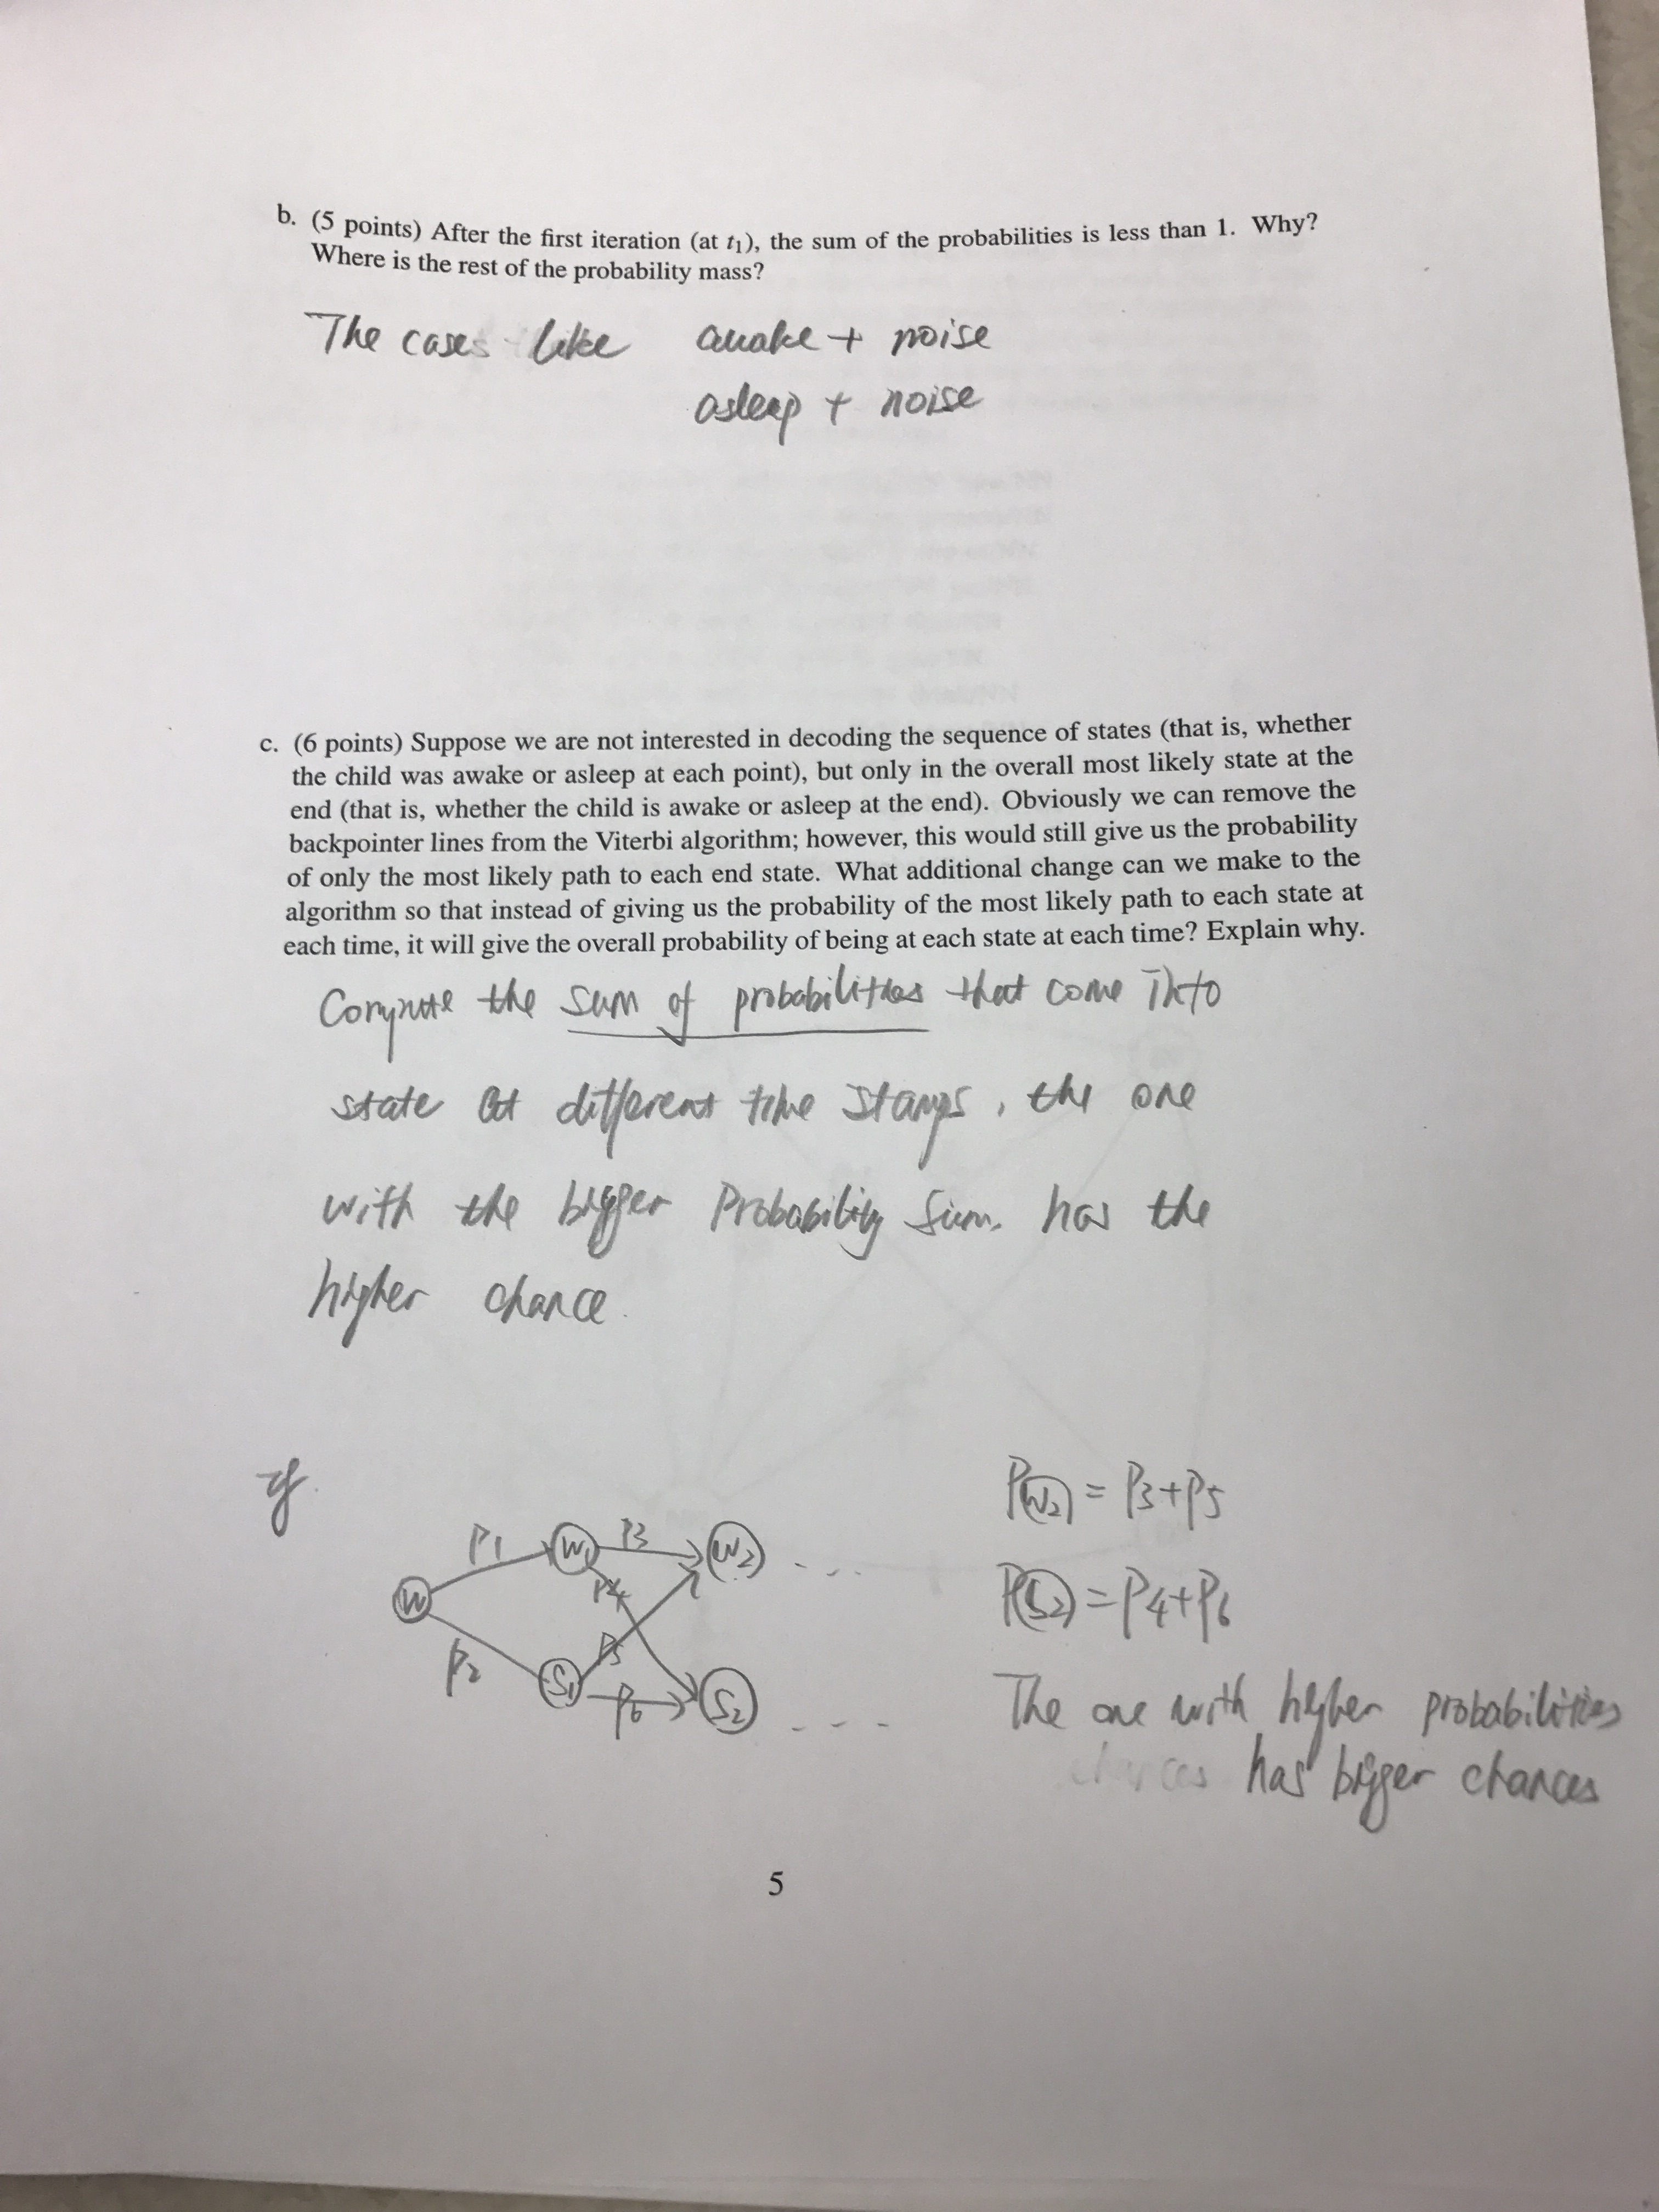 b. (5 points) After the first iteration (at t1), the sum of the probabilities is less than 1. Why?
Where is the rest of the probability mass?
The cases like awake + noise
asleep + noise
c. (6 points) Suppose we are not interested in decoding the sequence of states (that is, whether
the child was awake or asleep at each point), but only in the overall most likely state at the
end (that is, whether the child is awake or asleep at the end). Obviously we can remove the
backpointer lines from the Viterbi algorithm; however, this would still give us the probability
of only the most likely path to each end state. What additional change can we make to the
algorithm so that instead of giving us the probability of the most likely path to each state at
each time, it will give the overall probability of being at each state at each time? Explain why.
Compute the sum of probabilities that come into
state at different time stamps, the one
with the bigger Probability Sum. has the
higher chance.
P1 W1 P3 W2 - - -
W P4
P2 P5
S1 P6 S2 - - -
P(W2) = P3+P5
P(S2) = P4+P6
The one with higher probabilities
chances has bigger chances
5